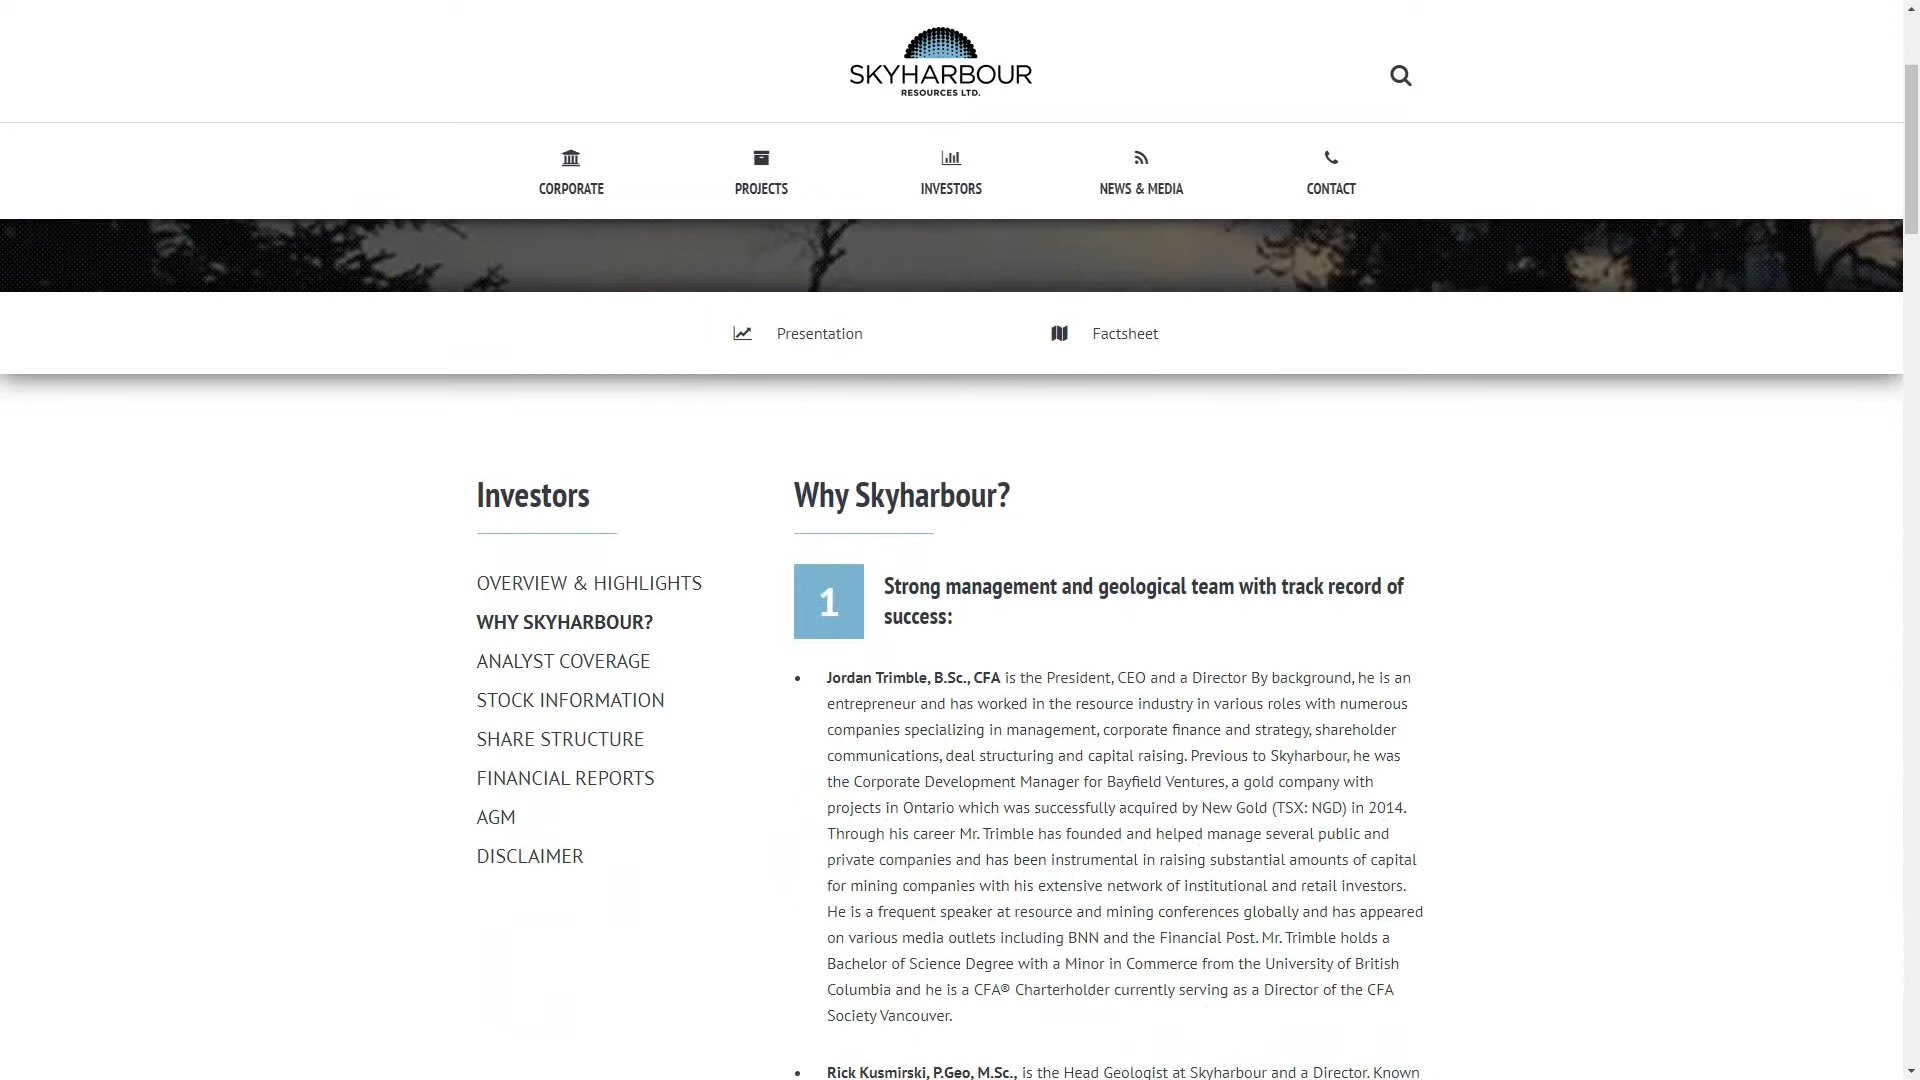 SKYHARBOUR
RESOURCES LTD.
CORPORATE
PROJECTS
INVESTORS
NEWS & MEDIA
CONTACT
Presentation
Factsheet
Investors
OVERVIEW & HIGHLIGHTS
WHY SKYHARBOUR?
ANALYST COVERAGE
STOCK INFORMATION
SHARE STRUCTURE
FINANCIAL REPORTS
AGM
DISCLAIMER
Why Skyharbour?
1
Strong management and geological team with track record of
success:
• Jordan Trimble, B.Sc., CFA is the President, CEO and a Director By background, he is an
entrepreneur and has worked in the resource industry in various roles with numerous
companies specializing in management, corporate finance and strategy, shareholder
communications, deal structuring and capital raising. Previous to Skyharbour, he was
the Corporate Development Manager for Bayfield Ventures, a gold company with
projects in Ontario which was successfully acquired by New Gold (TSX: NGD) in 2014.
Through his career Mr. Trimble has founded and helped manage several public and
private companies and has been instrumental in raising substantial amounts of capital
for mining companies with his extensive network of institutional and retail investors.
He is a frequent speaker at resource and mining conferences globally and has appeared
on various media outlets including BNN and the Financial Post. Mr. Trimble holds a
Bachelor of Science Degree with a Minor in Commerce from the University of British
Columbia and he is a CFA® Charterholder currently serving as a Director of the CFA
Society Vancouver.
• Rick Kusmirski, P.Geo, M.Sc., is the Head Geologist at Skyharbour and a Director. Known